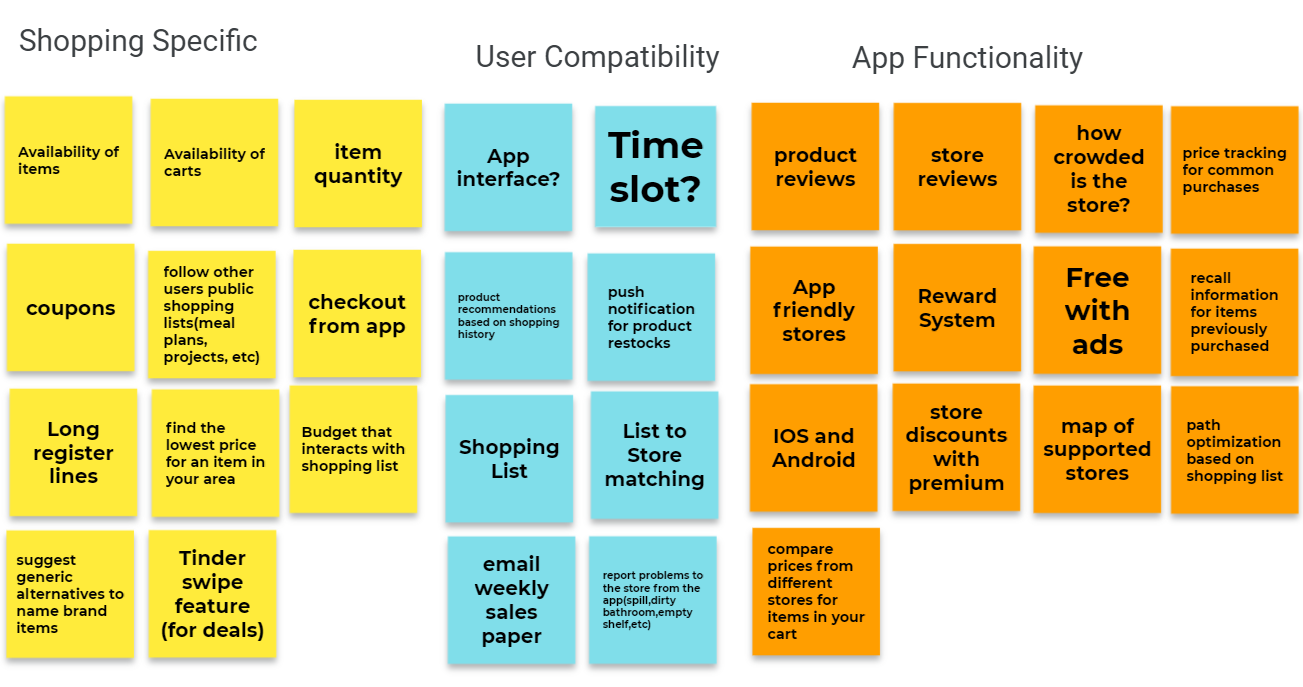 Shopping Specific
User Compatibility
App Functionality
Availability of
items
Availability of
carts
item
quantity
coupons
follow other
users public
shopping
lists(meal
plans,
projects, etc)
checkout
from app
Long
register
lines
find the
lowest price
for an item in
your area
Budget that
interacts with
shopping list
suggest
generic
alternatives to
name brand
items
Tinder
swipe
feature
(for deals)
App
interface?
Time
slot?
product
recommendations
based on shopping
history
push
notification
for product
restocks
Shopping
List
List to
Store
matching
email
weekly
sales
paper
report problems to
the store from the
app(spill,dirty
bathroom,empty
shelf,etc)
product
reviews
store
reviews
how
crowded
is the
store?
price tracking
for common
purchases
App
friendly
stores
Reward
System
Free
with
ads
recall
information
for items
previously
purchased
IOS and
Android
store
discounts
with
premium
map of
supported
stores
path
optimization
based on
shopping list
compare
prices from
different
stores for
items in your
cart